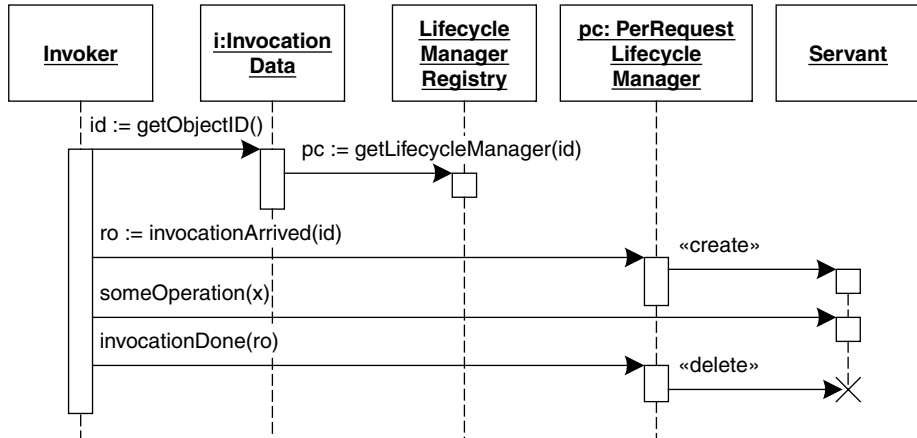 Invoker
i:Invocation
Data
Lifecycle
Manager
Registry
pc: PerRequest
Lifecycle
Manager
Servant
id := getObjectID()
pc := getLifecycleManager(id)
ro := invocationArrived(id)
«create»
someOperation(x)
invocationDone(ro)
«delete»